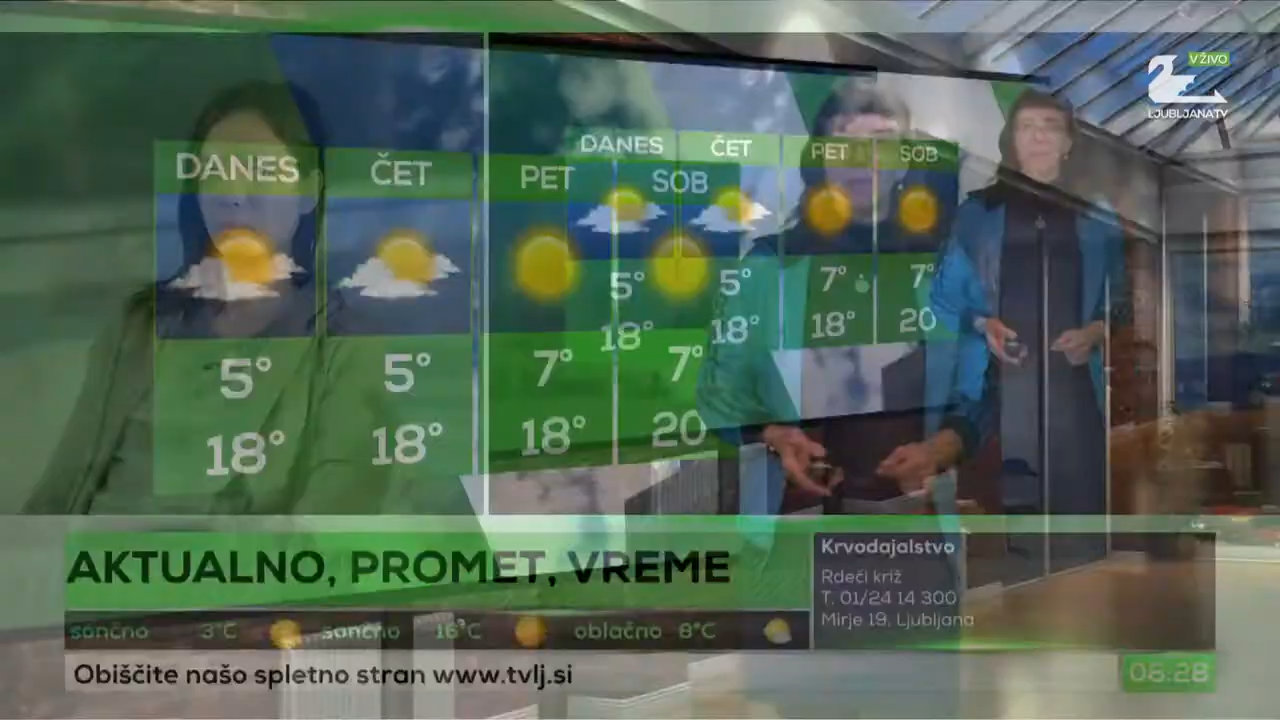 V ŽIVO
LJUBLJANATV
DANES ČET PET SOB
5° 5° 7° 7°
18° 18° 18° 20
DANES ČET PET SOB
5° 5° 7° 7°
18° 18° 18° 20
AKTUALNO, PROMET, VREME
sončno 3°C sončno 16°C oblačno 8°C
Obiščite našo spletno stran www.tvlj.si
Krvodajalstvo
Rdeči križ
T. 01/24 14 300
Mirje 19, Ljubljana
08:28